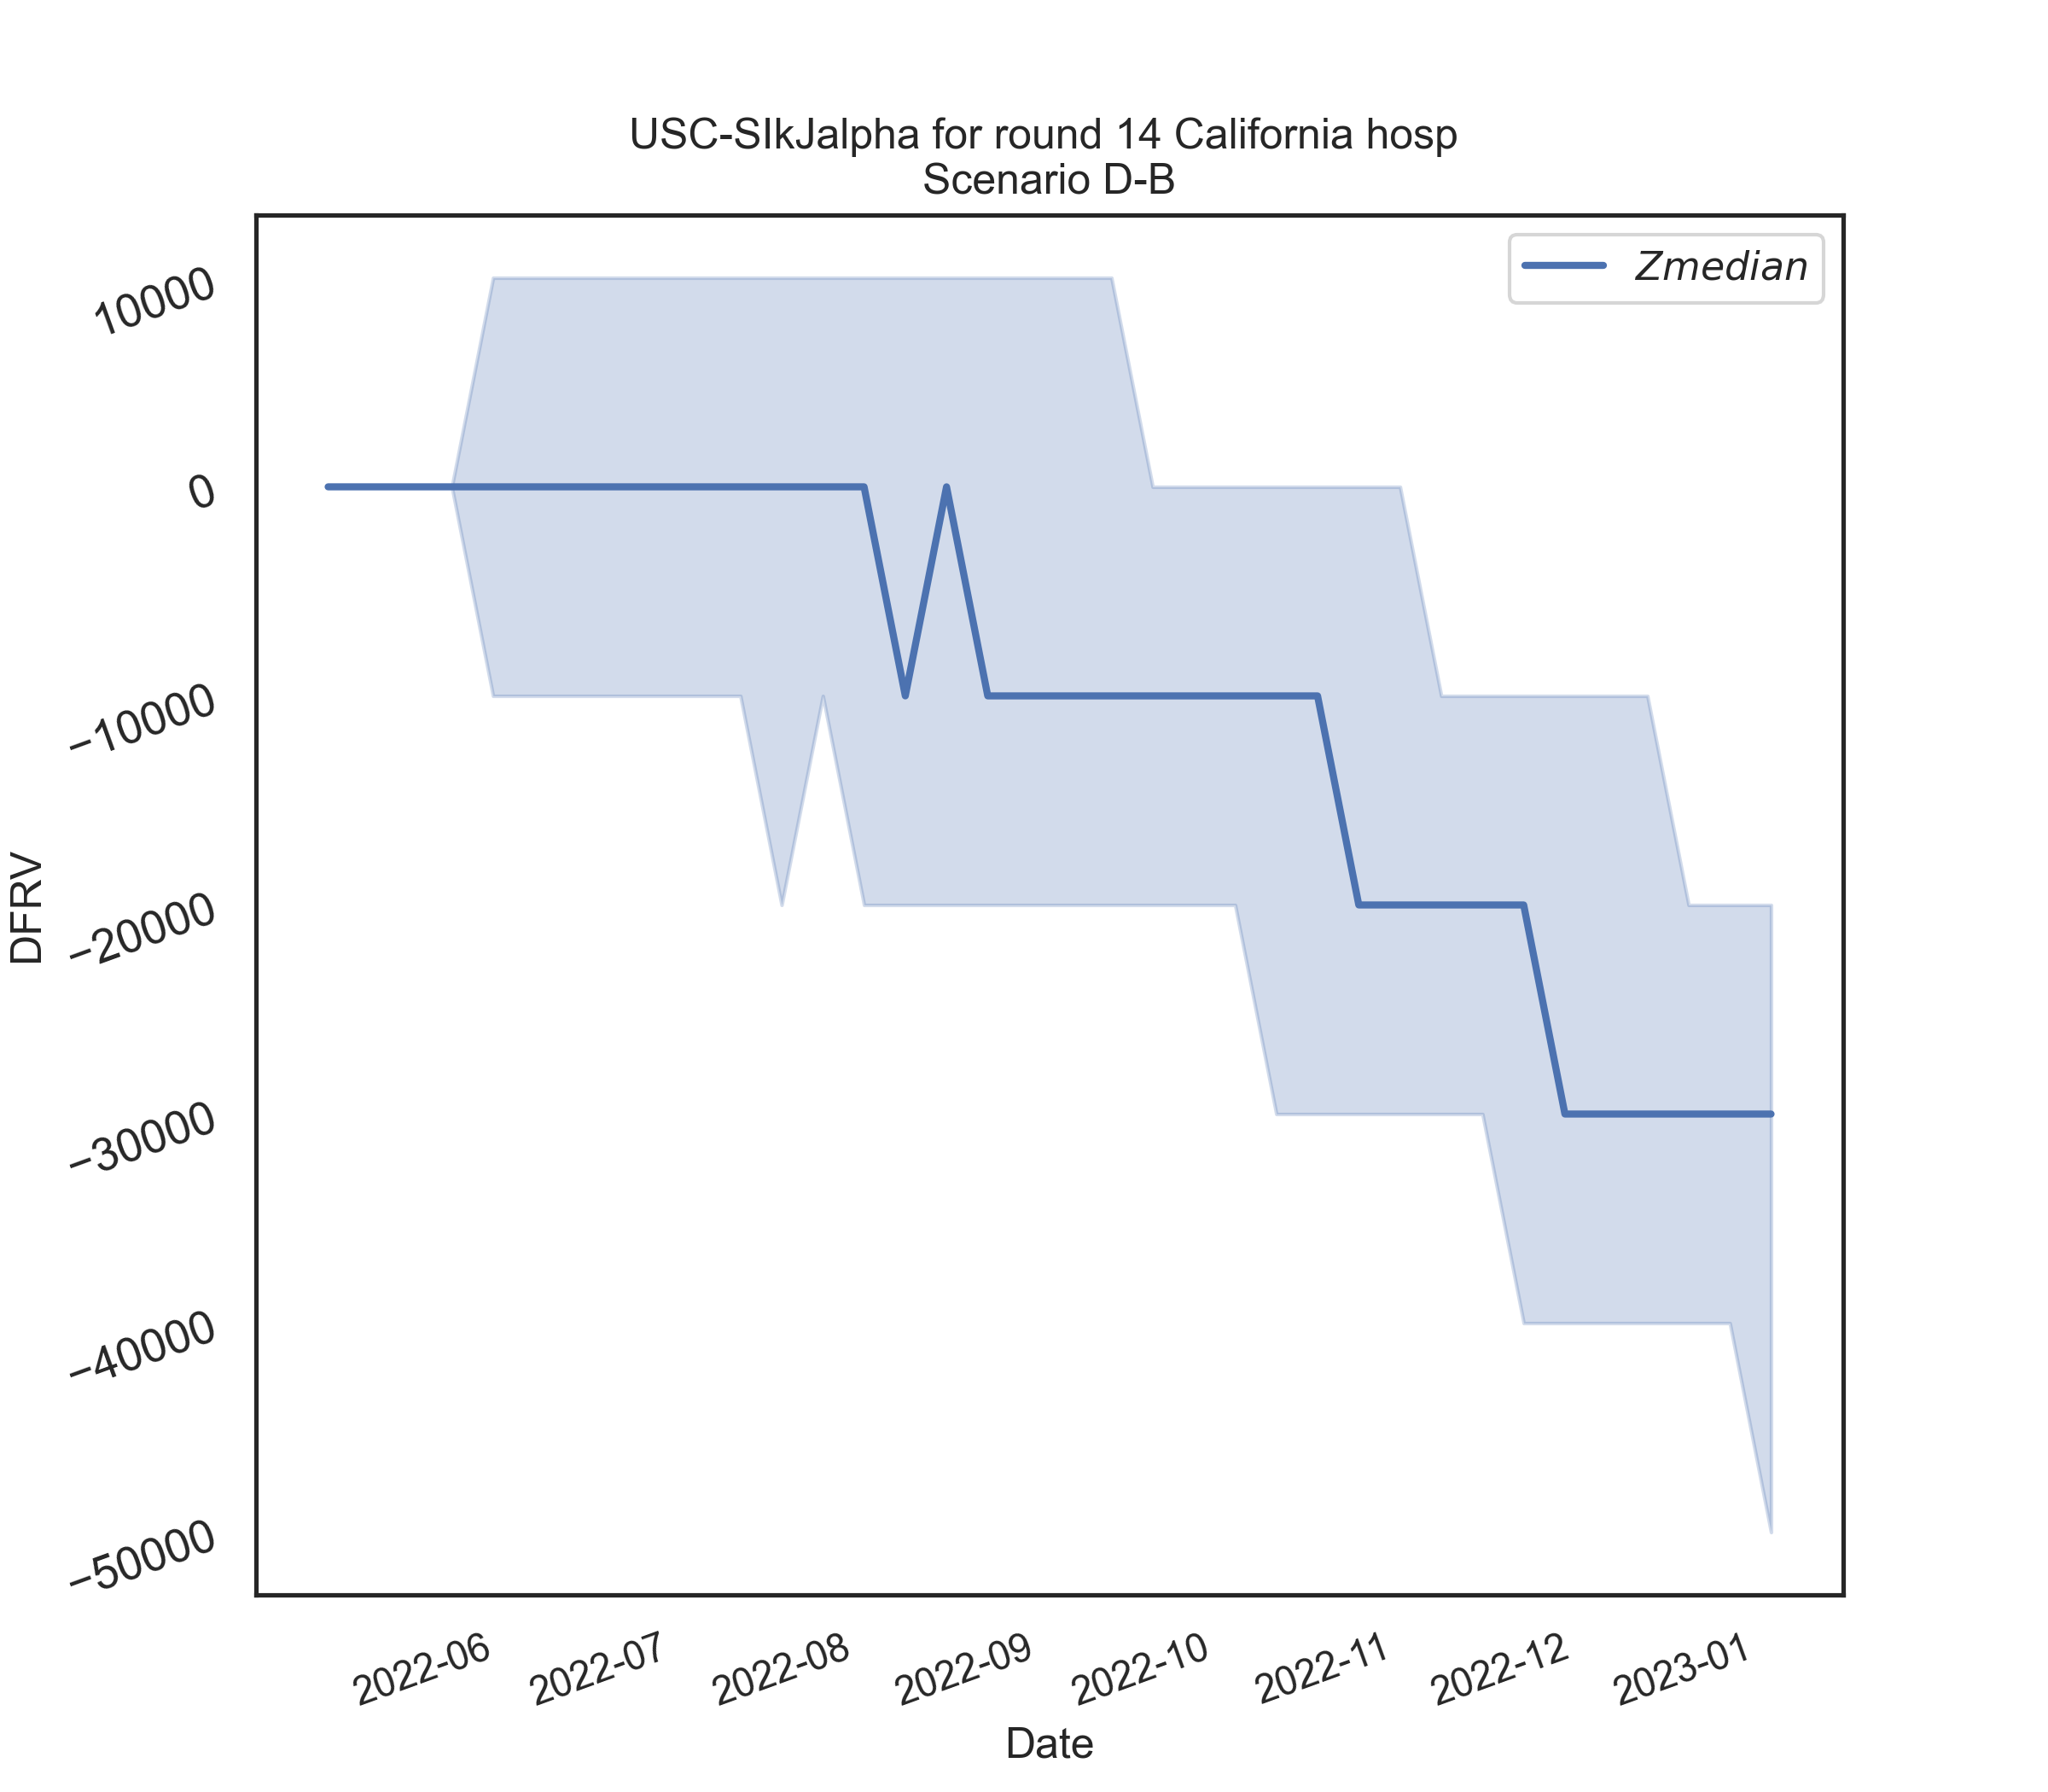 USC-SIkJalpha for round 14 California hosp
Scenario D-B
Zmedian
10000
0
−10000
−20000
−30000
−40000
−50000
DFRV
2022-06 2022-07 2022-08 2022-09 2022-10 2022-11 2022-12 2023-01
Date